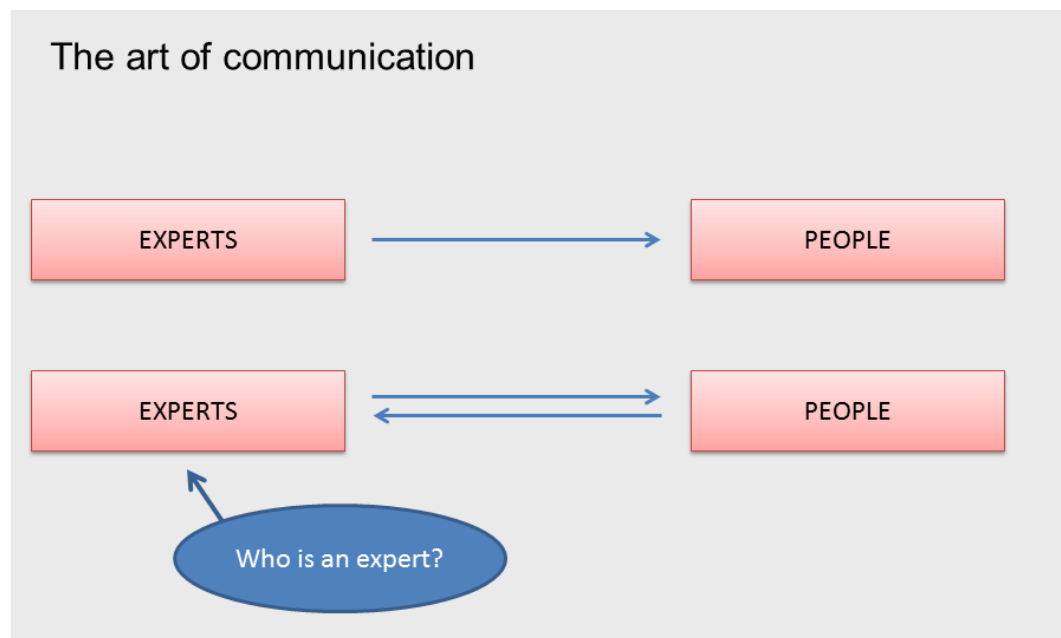 The art of communication
EXPERTS
PEOPLE
EXPERTS
PEOPLE
Who is an expert?